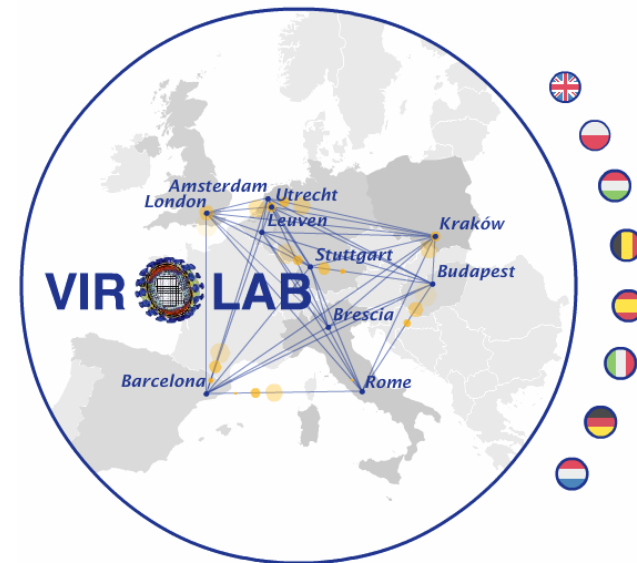 Amsterdam
Utrecht
London
Leuven
Kraków
Stuttgart
Budapest
VIR LAB
Brescia
Barcelona
Rome